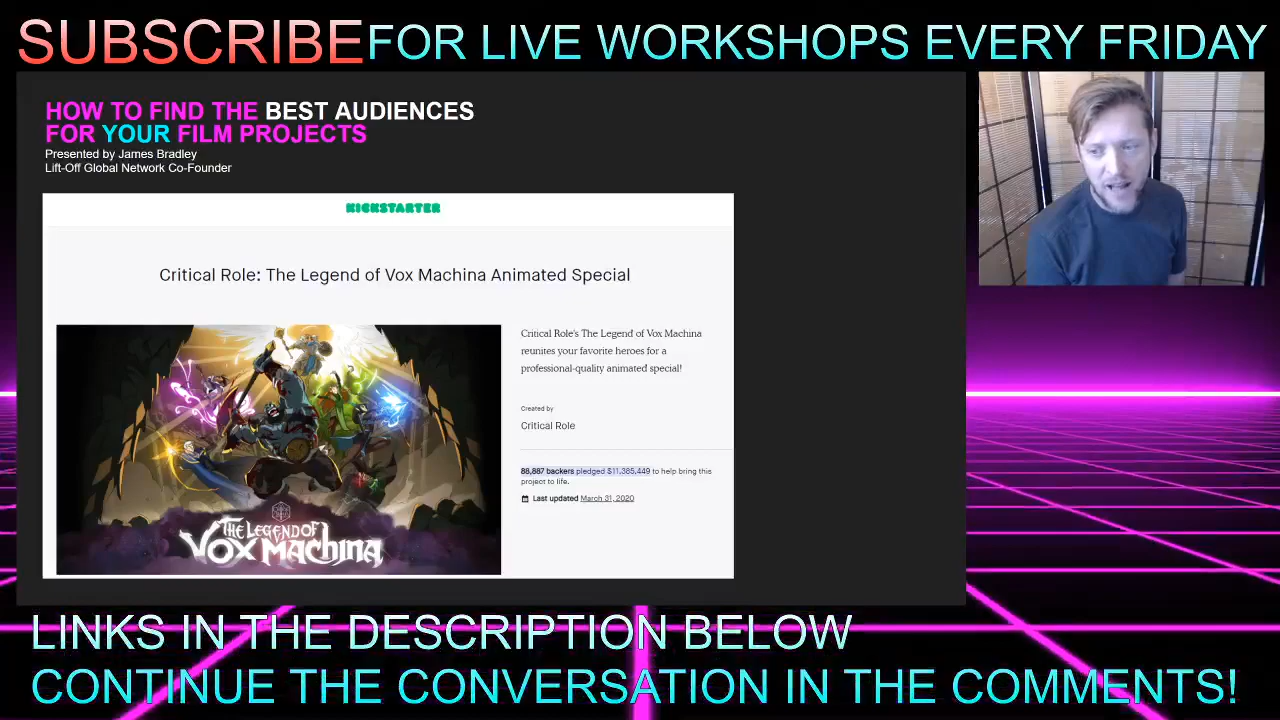 SUBSCRIBE FOR LIVE WORKSHOPS EVERY FRIDAY
HOW TO FIND THE BEST AUDIENCES
FOR YOUR FILM PROJECTS
Presented by James Bradley
Lift-Off Global Network Co-Founder
KICKSTARTER
Critical Role: The Legend of Vox Machina Animated Special
Critical Role's The Legend of Vox Machina
reunites your favorite heroes for a
professional-quality animated special!
Created by
Critical Role
88,887 backers pledged $11,385,449 to help bring this
project to life.
Last updated March 31, 2020
THE LEGEND OF
VOX MACHINA
LINKS IN THE DESCRIPTION BELOW
CONTINUE THE CONVERSATION IN THE COMMENTS!